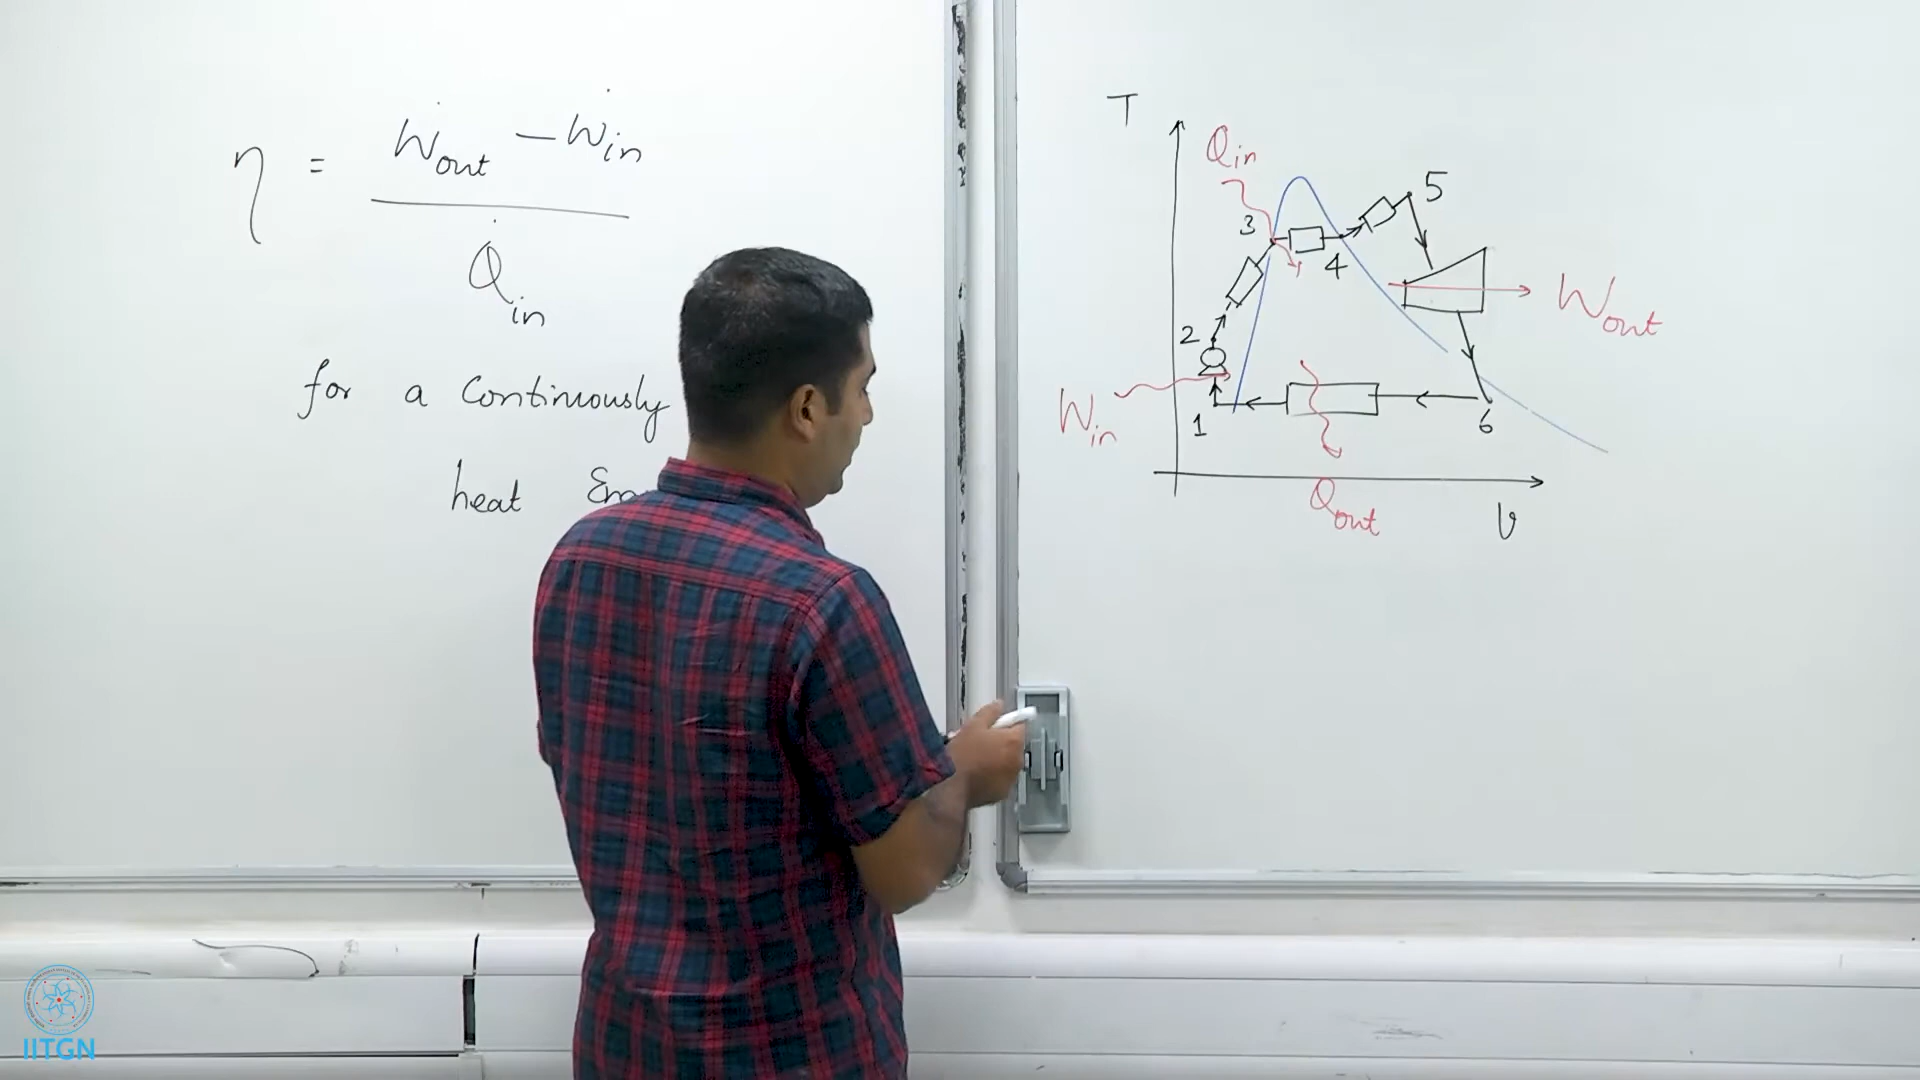 η = Ẇout − Ẇin
Q̇in
for a continuously
heat
T
Qin
5
3
4
2
Wout
Win
1
6
Qout
v
IITGN